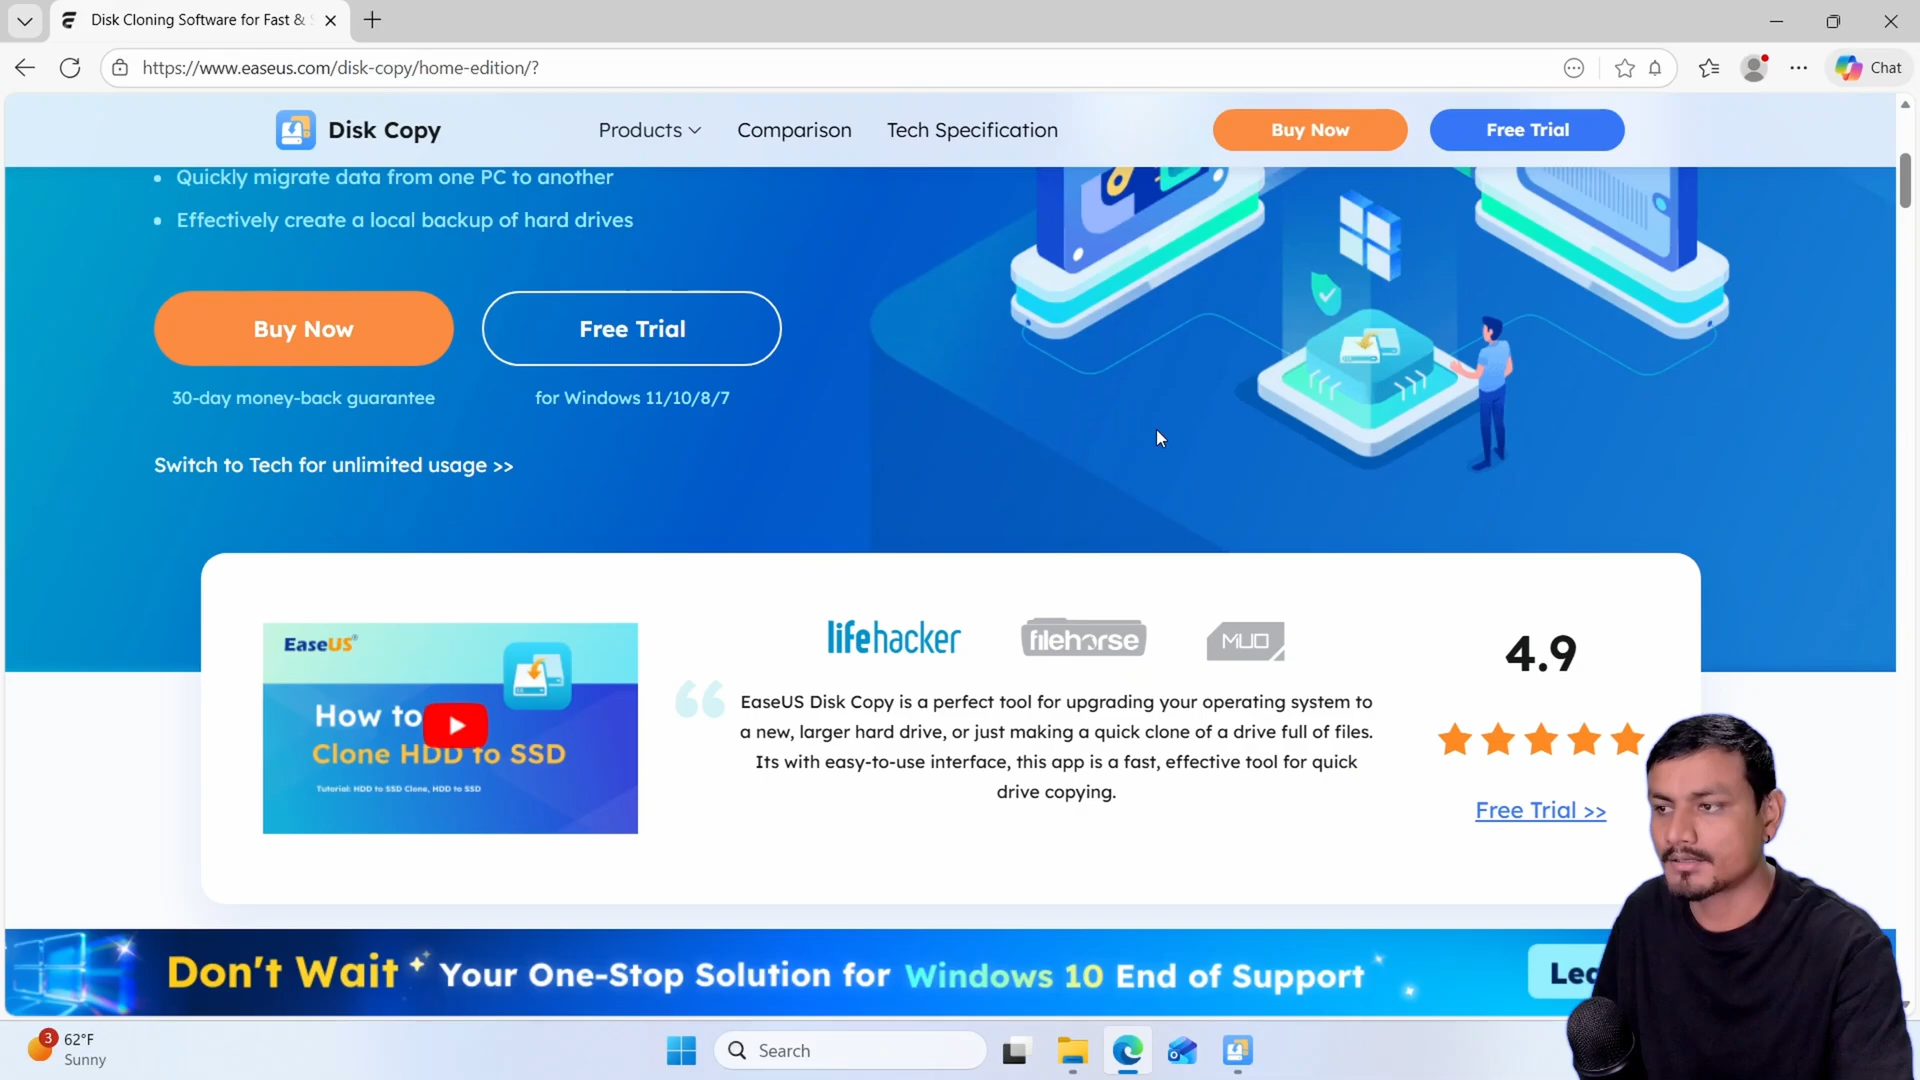 Disk Cloning Software for Fast &
https://www.easeus.com/disk-copy/home-edition/?
Chat
Disk Copy
Products
Comparison
Tech Specification
Buy Now
Free Trial
• Quickly migrate data from one PC to another
• Effectively create a local backup of hard drives
Buy Now
Free Trial
30-day money-back guarantee
for Windows 11/10/8/7
Switch to Tech for unlimited usage >>
EaseUS®
How to
Clone HDD to SSD
Tutorial: HDD to SSD Clone, HDD to SSD
lifehacker
filehorse
MUO
EaseUS Disk Copy is a perfect tool for upgrading your operating system to
a new, larger hard drive, or just making a quick clone of a drive full of files.
Its with easy-to-use interface, this app is a fast, effective tool for quick
drive copying.
4.9
Free Trial >>
Don't Wait Your One-Stop Solution for Windows 10 End of Support
3
62°F
Sunny
Search